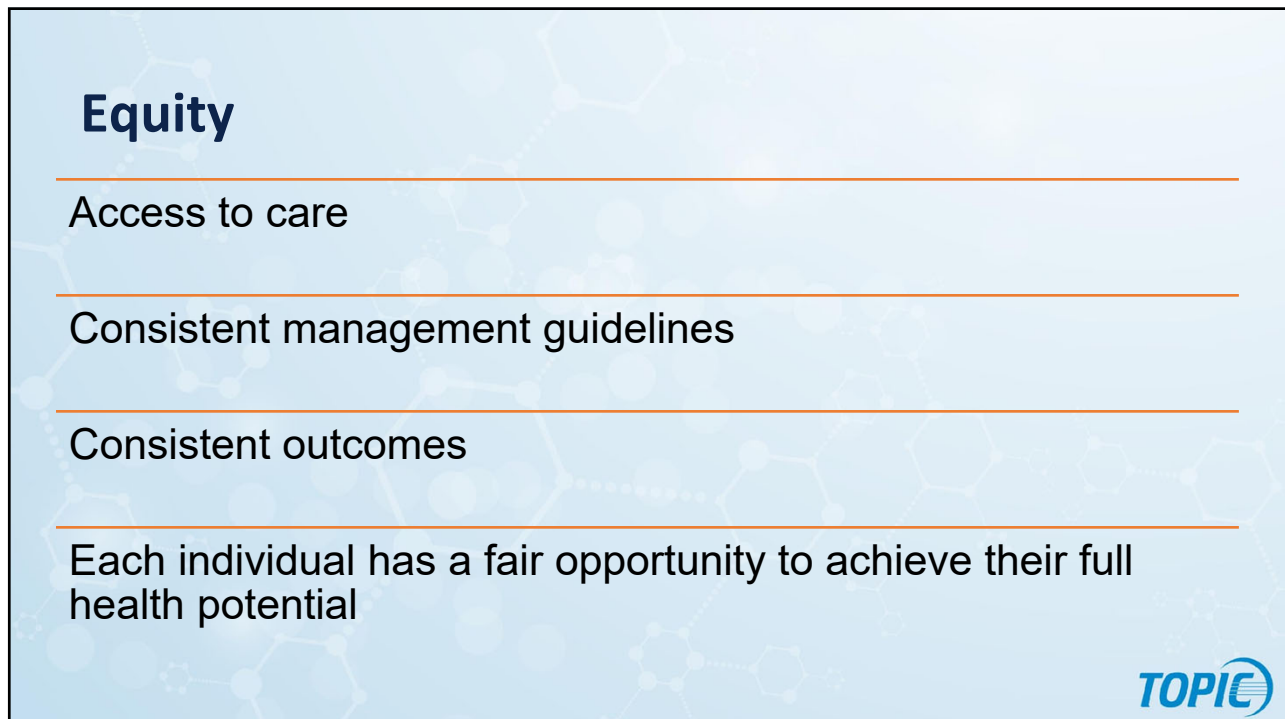 Equity
Access to care
Consistent management guidelines
Consistent outcomes
Each individual has a fair opportunity to achieve their full
health potential
TOPIC